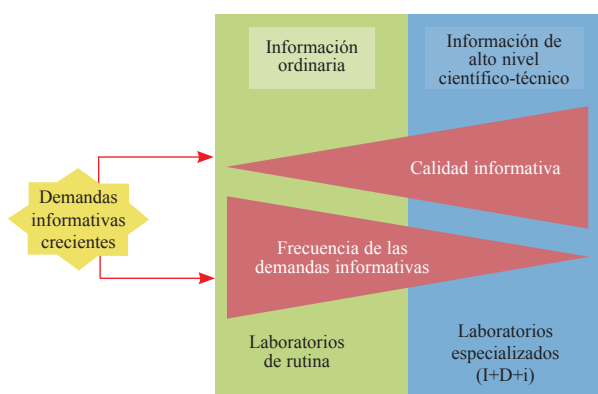 Información
ordinaria
Información de
alto nivel
científico-técnico
Calidad informativa
Demandas
informativas
crecientes
Frecuencia de las
demandas informativas
Laboratorios
de rutina
Laboratorios
especializados
(I+D+i)